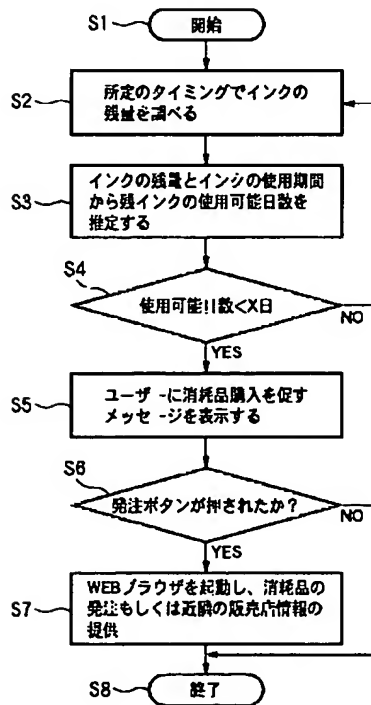 S1
開始
S2
所定のタイミングでインクの
残量を調べる
S3
インクの残量とインクの使用期間
から残インクの使用可能日数を
推定する
S4
使用可能日数<X日
NO
YES
S5
ユーザーに消耗品購入を促す
メッセージを表示する
S6
発注ボタンが押されたか?
NO
YES
S7
WEBブラウザを起動し、消耗品の
発注もしくは近隣の販売店情報の
提供
S8
終了